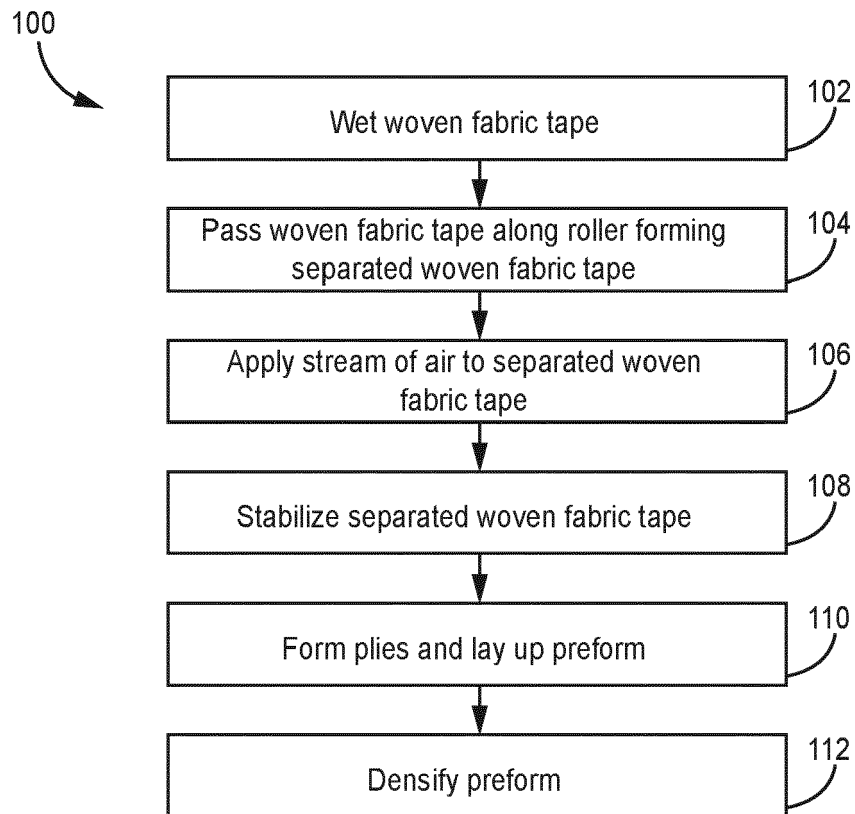 100
Wet woven fabric tape
102
Pass woven fabric tape along roller forming
separated woven fabric tape
104
Apply stream of air to separated woven
fabric tape
106
Stabilize separated woven fabric tape
108
Form plies and lay up preform
110
Densify preform
112